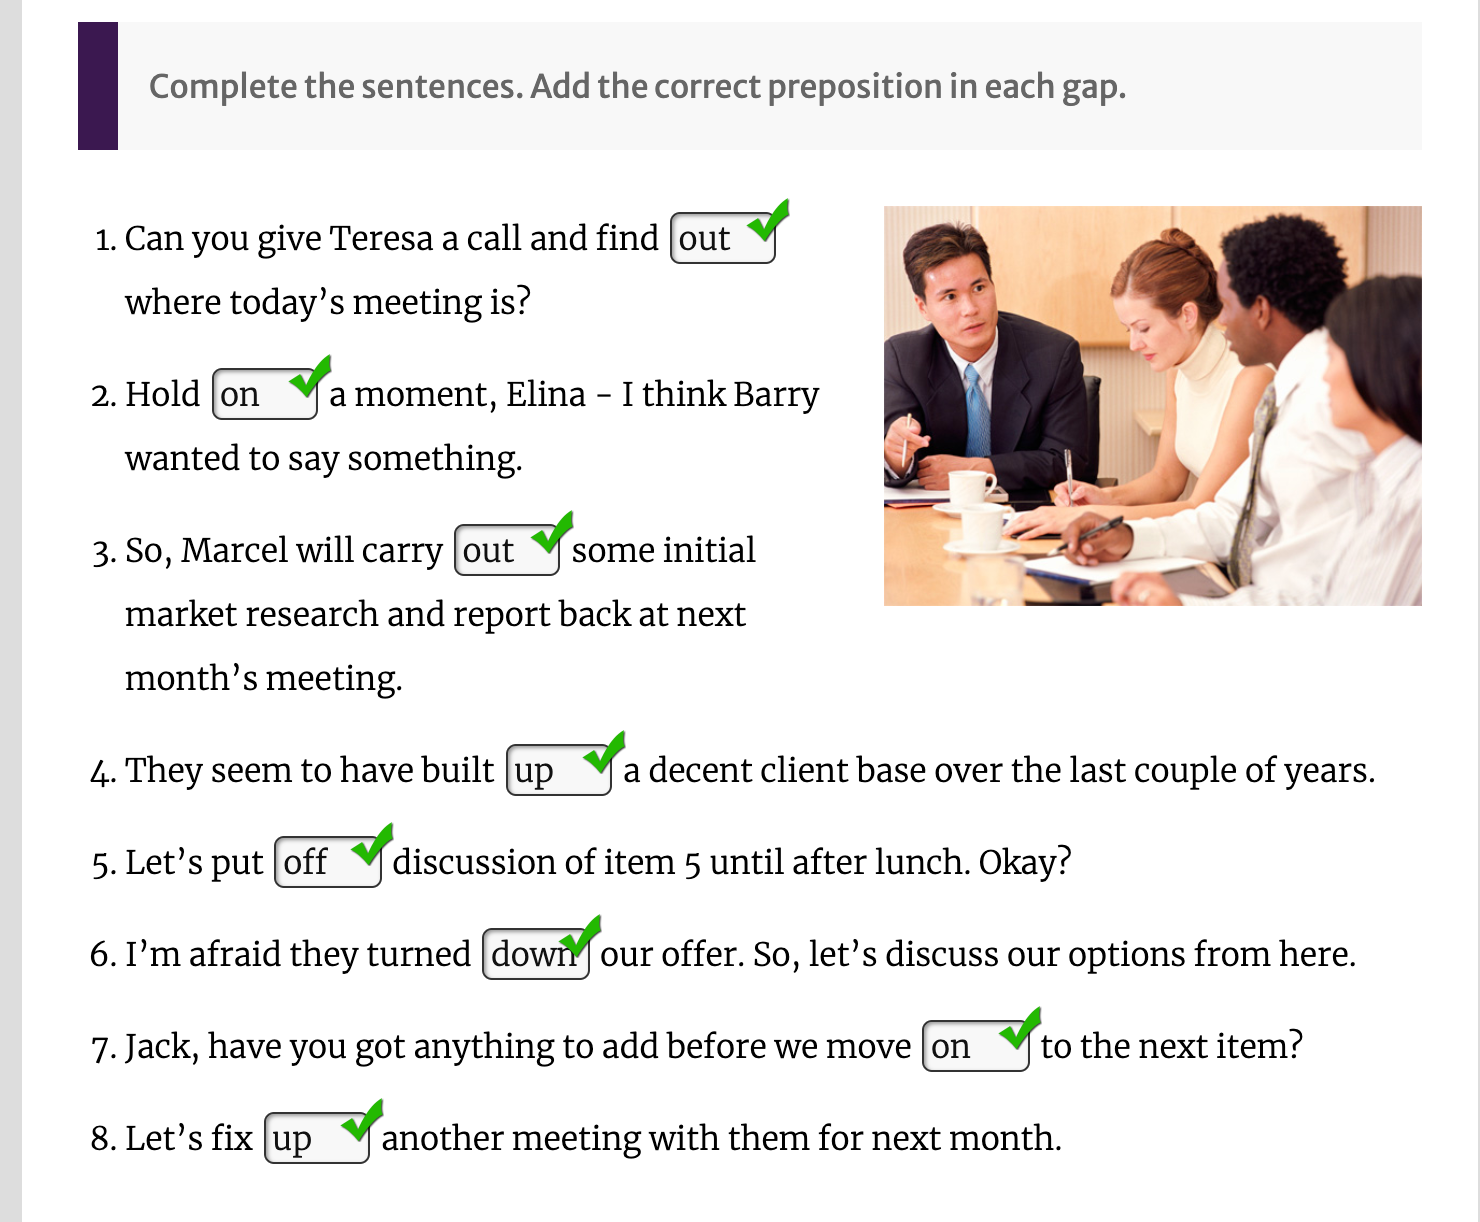 Complete the sentences. Add the correct preposition in each gap.
1. Can you give Teresa a call and find out
where today’s meeting is?
2. Hold on a moment, Elina – I think Barry
wanted to say something.
3. So, Marcel will carry out some initial
market research and report back at next
month’s meeting.
4. They seem to have built up a decent client base over the last couple of years.
5. Let’s put off discussion of item 5 until after lunch. Okay?
6. I’m afraid they turned down our offer. So, let’s discuss our options from here.
7. Jack, have you got anything to add before we move on to the next item?
8. Let’s fix up another meeting with them for next month.